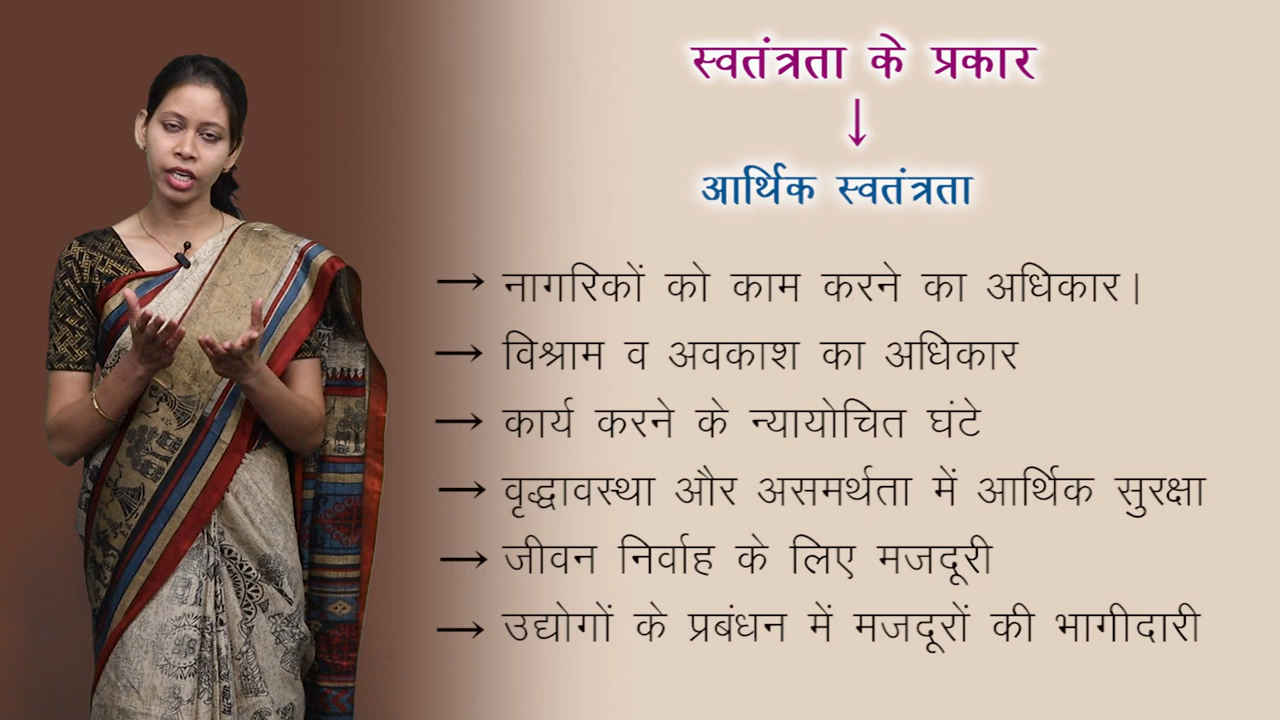 स्वतंत्रता के प्रकार
↓
आर्थिक स्वतंत्रता
→ नागरिकों को काम करने का अधिकार।
→ विश्राम व अवकाश का अधिकार
→ कार्य करने के न्यायोचित घंटे
→ वृद्धावस्था और असमर्थता में आर्थिक सुरक्षा
→ जीवन निर्वाह के लिए मजदूरी
→ उद्योगों के प्रबंधन में मजदूरों की भागीदारी